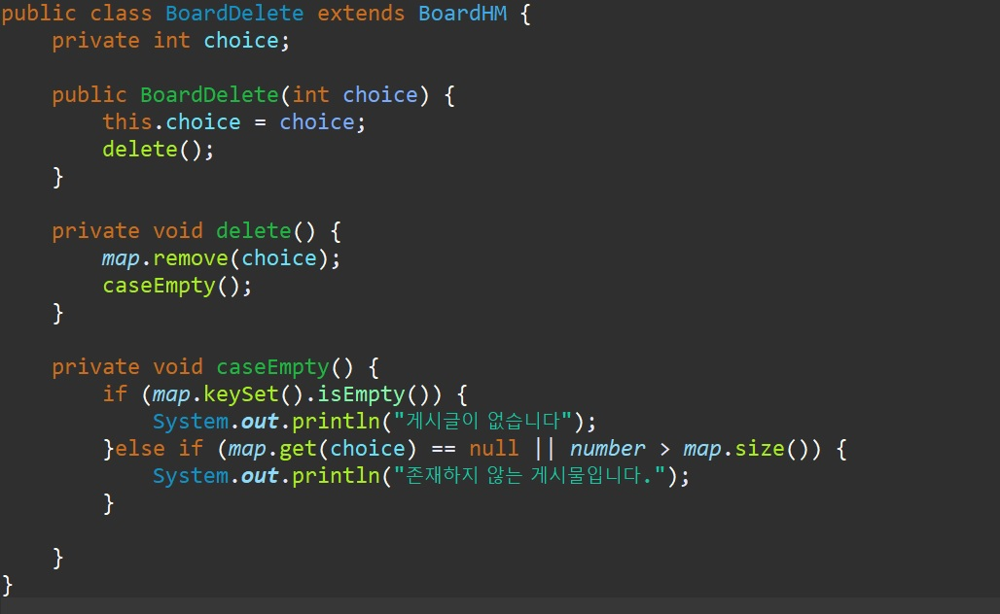 public class BoardDelete extends BoardHM {
    private int choice;

    public BoardDelete(int choice) {
        this.choice = choice;
        delete();
    }

    private void delete() {
        map.remove(choice);
        caseEmpty();
    }

    private void caseEmpty() {
        if (map.keySet().isEmpty()) {
            System.out.println("게시글이 없습니다");
        }else if (map.get(choice) == null || number > map.size()) {
            System.out.println("존재하지 않는 게시물입니다.");
        }

    }
}